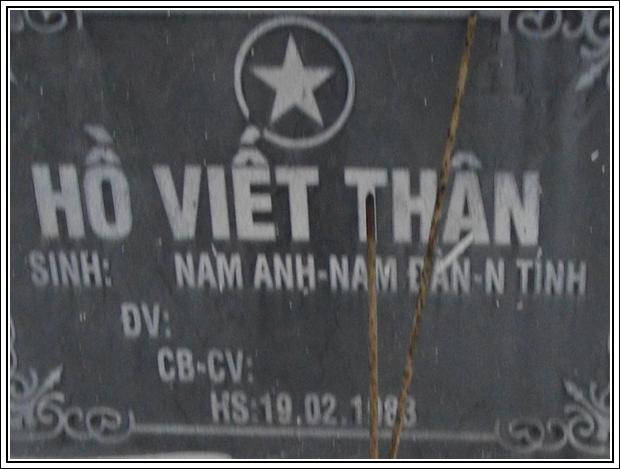 HỒ VIẾT THÂN
SINH: NAM ANH-NAM ĐÀN-N TĨNH
ĐV:
CB-CV:
HS:19.02.1983